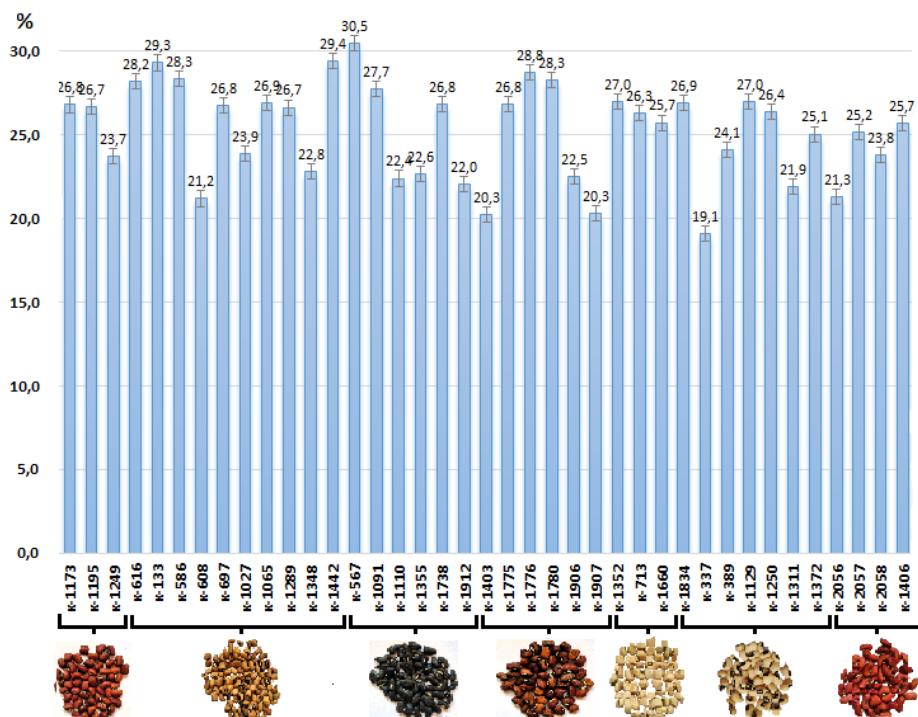 %
30,5
29,3
29,4
28,8
28,2
28,3
28,3
30,0
27,7
26,8
26,7
26,8
26,9
26,7
26,8
26,8
27,0
26,3
25,7
26,9
27,0
26,4
25,7
25,1
25,2
25,0
23,7
23,9
24,1
23,8
22,8
22,4
22,6
22,0
22,5
21,9
21,2
21,3
20,3
20,3
20,0
19,1
15,0
10,0
5,0
0,0
к-1173
к-1195
к-1249
к-616
к-133
к-586
к-608
к-697
к-1027
к-1065
к-1289
к-1348
к-1442
к-567
к-1091
к-1110
к-1355
к-1738
к-1912
к-1403
к-1775
к-1776
к-1780
к-1906
к-1907
к-1352
к-713
к-1660
к-1834
к-337
к-389
к-1129
к-1250
к-1311
к-1372
к-2056
к-2057
к-2058
к-1406